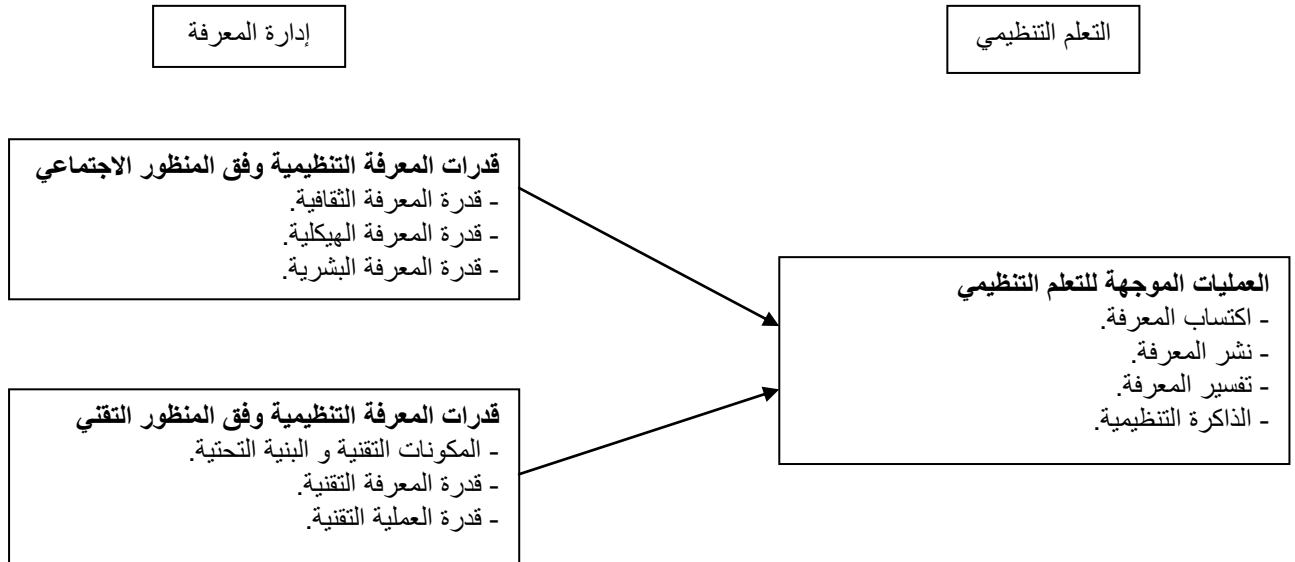 إدارة المعرفة
التعلم التنظيمي
قدرات المعرفة التنظيمية وفق المنظور الاجتماعي
- قدرة المعرفة الثقافية.
- قدرة المعرفة الهيكلية.
- قدرة المعرفة البشرية.
العمليات الموجهة للتعلم التنظيمي
- اكتساب المعرفة.
- نشر المعرفة.
- تفسير المعرفة.
- الذاكرة التنظيمية.
قدرات المعرفة التنظيمية وفق المنظور التقني
- المكونات التقنية و البنية التحتية.
- قدرة المعرفة التقنية.
- قدرة العملية التقنية.